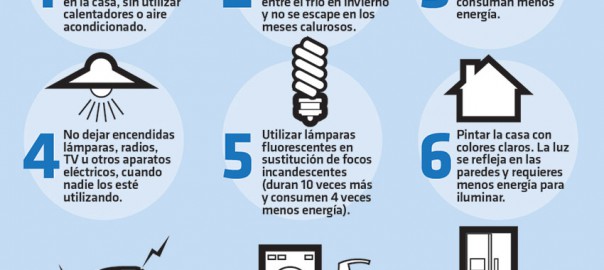 en la casa, sin utilizar
calentadores o aire
acondicionado.
entre el frío en invierno
y no se escape en los
meses calurosos.
consuman menos
energía.
4
No dejar encendidas
lámparas, radios,
TV u otros aparatos
eléctricos, cuando
nadie los esté
utilizando.
5
Utilizar lámparas
fluorescentes en
sustitución de focos
incandescentes
(duran 10 veces más
y consumen 4 veces
menos energía).
6
Pintar la casa con
colores claros. La luz
se refleja en las
paredes y requieres
menos energía para
iluminar.